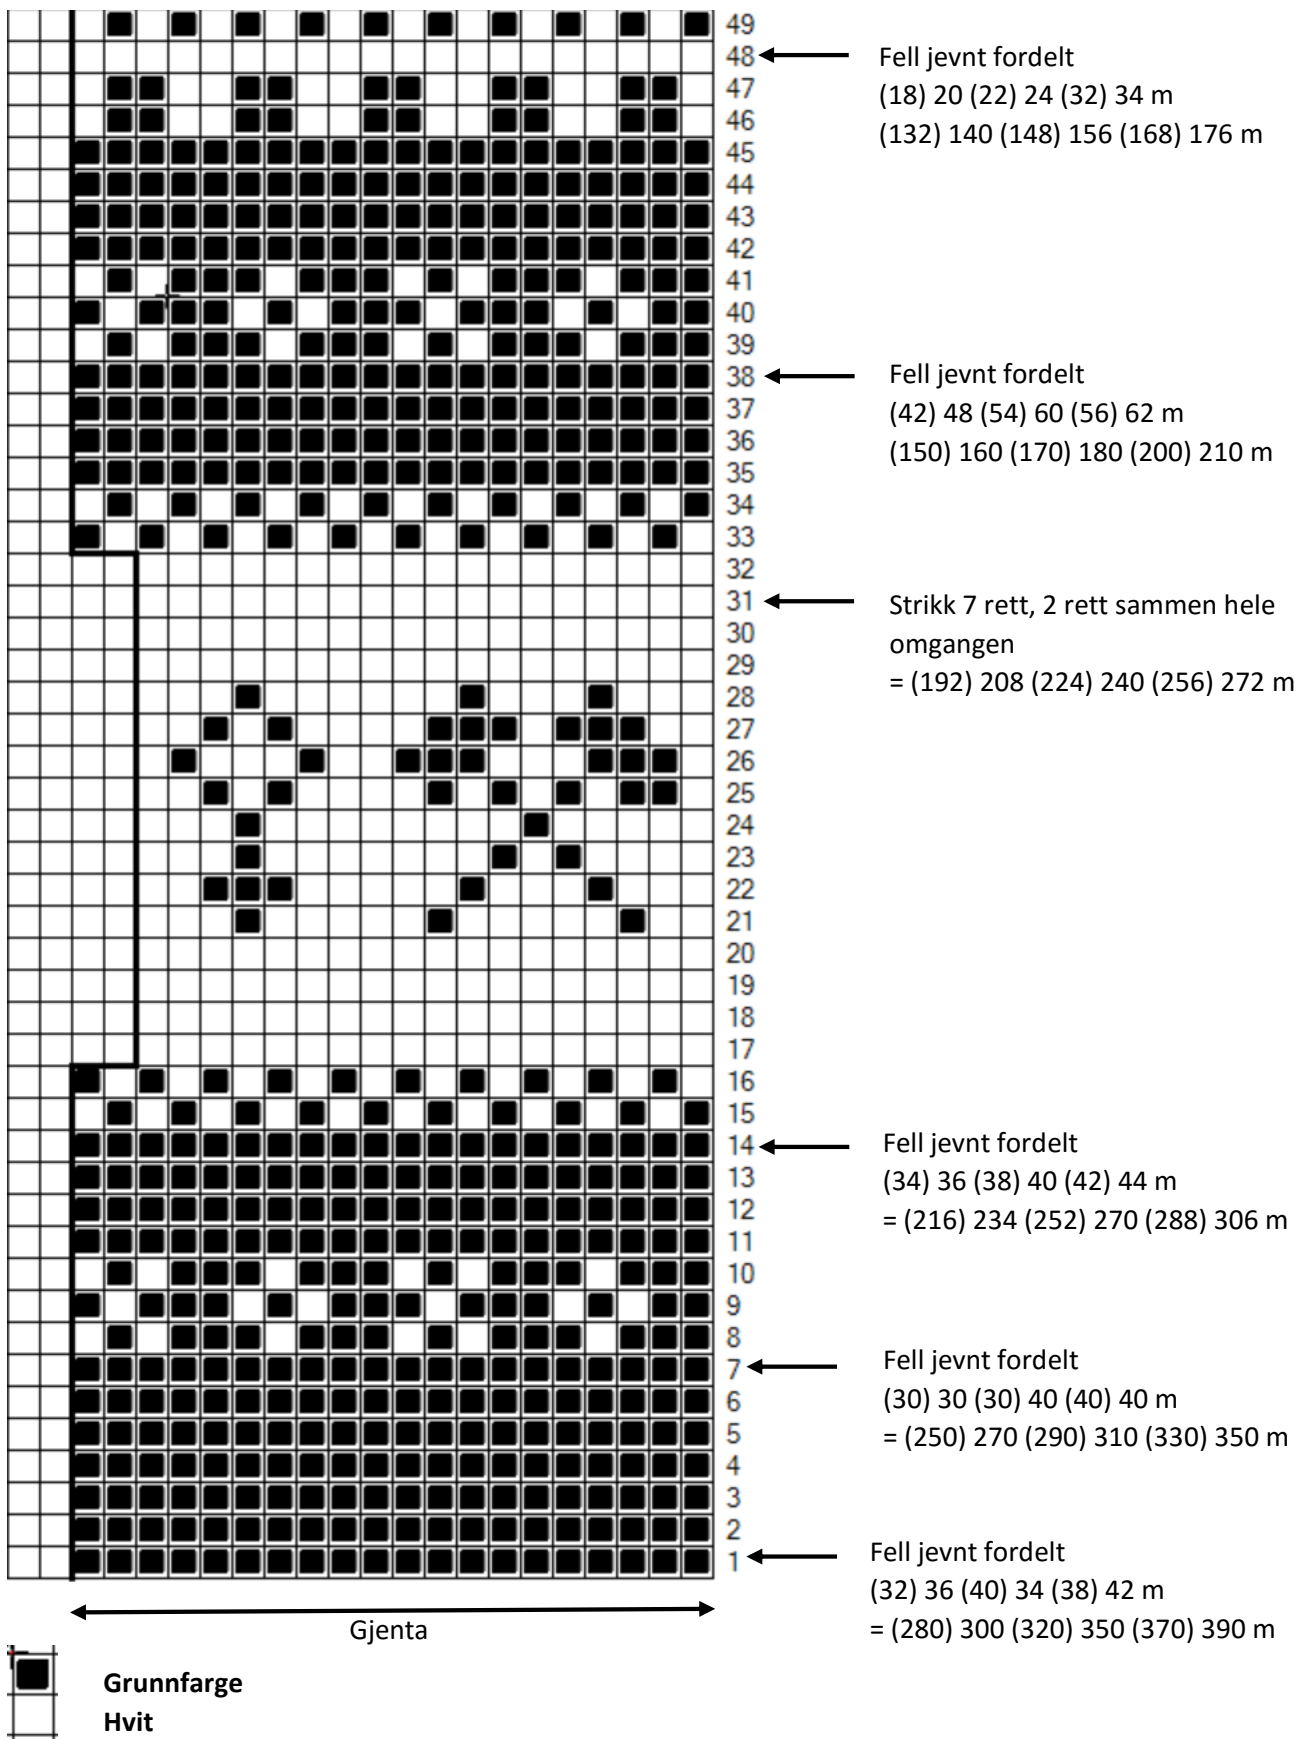 49
48
Fell jevnt fordelt
47
(18) 20 (22) 24 (32) 34 m
46
(132) 140 (148) 156 (168) 176 m
45
44
43
42
41
40
39
38
Fell jevnt fordelt
37
(42) 48 (54) 60 (56) 62 m
36
(150) 160 (170) 180 (200) 210 m
35
34
33
32
31
Strikk 7 rett, 2 rett sammen hele
30
omgangen
29
= (192) 208 (224) 240 (256) 272 m
28
27
26
25
24
23
22
21
20
19
18
17
16
15
14
Fell jevnt fordelt
13
(34) 36 (38) 40 (42) 44 m
12
= (216) 234 (252) 270 (288) 306 m
11
10
9
8
7
Fell jevnt fordelt
6
(30) 30 (30) 40 (40) 40 m
5
= (250) 270 (290) 310 (330) 350 m
4
3
2
1
Fell jevnt fordelt
(32) 36 (40) 34 (38) 42 m
= (280) 300 (320) 350 (370) 390 m
Gjenta
Grunnfarge
Hvit